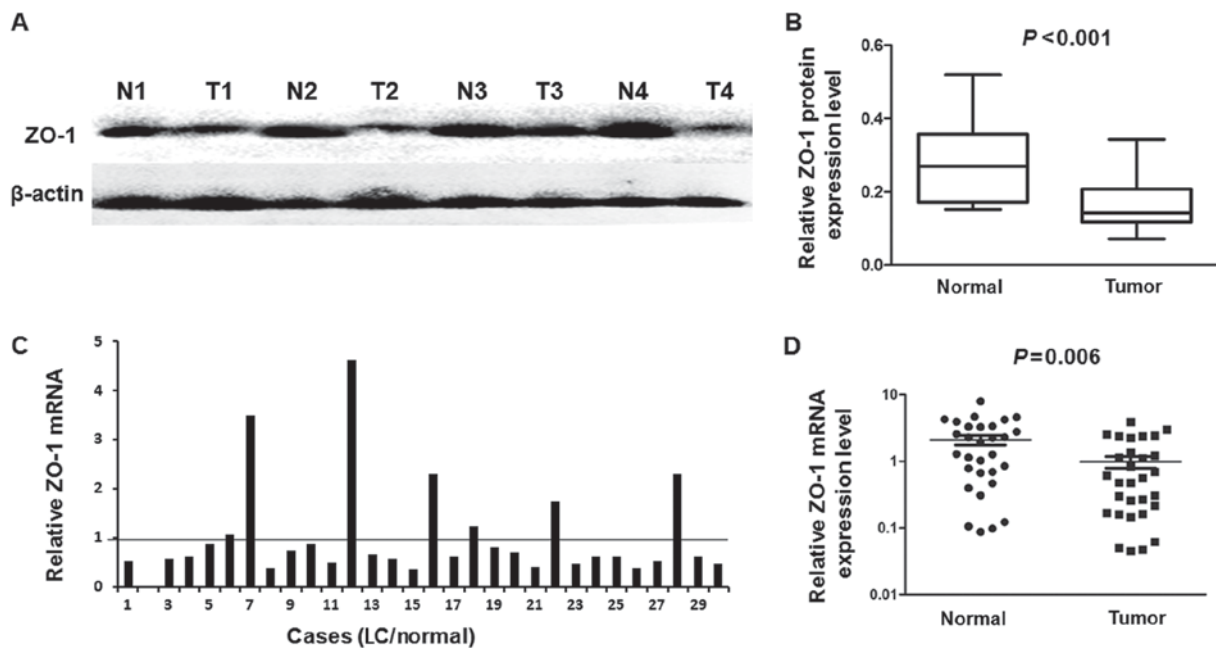 A
N1 T1 N2 T2 N3 T3 N4 T4
ZO-1
β-actin
B
P<0.001
Relative ZO-1 protein
expression level
0.6
0.4
0.2
0.0
Normal Tumor
C
Relative ZO-1 mRNA
5
4
3
2
1
0
1 3 5 7 9 11 13 15 17 19 21 23 25 27 29
Cases (LC/normal)
D
P=0.006
Relative ZO-1 mRNA
expression level
10
1
0.1
0.01
Normal Tumor